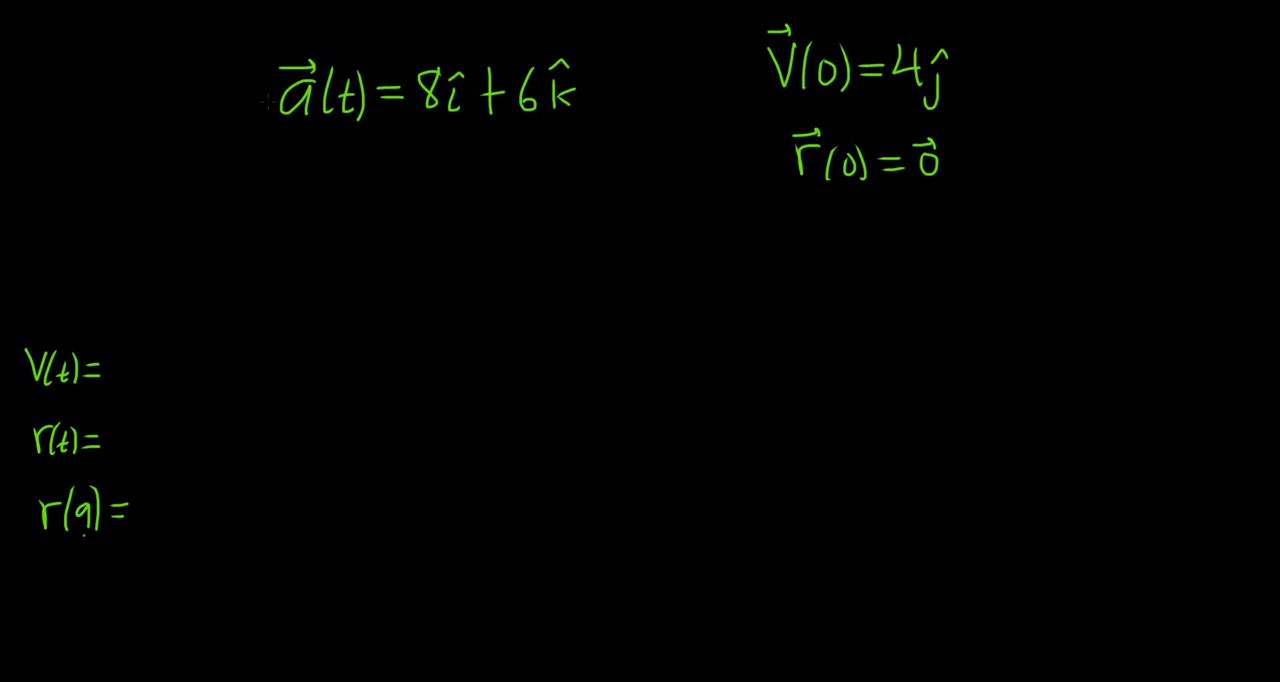 a⃗(t) = 8î + 6k̂
V⃗(0) = 4ĵ
r⃗(0) = 0⃗
V(t) =
r(t) =
r(9) =